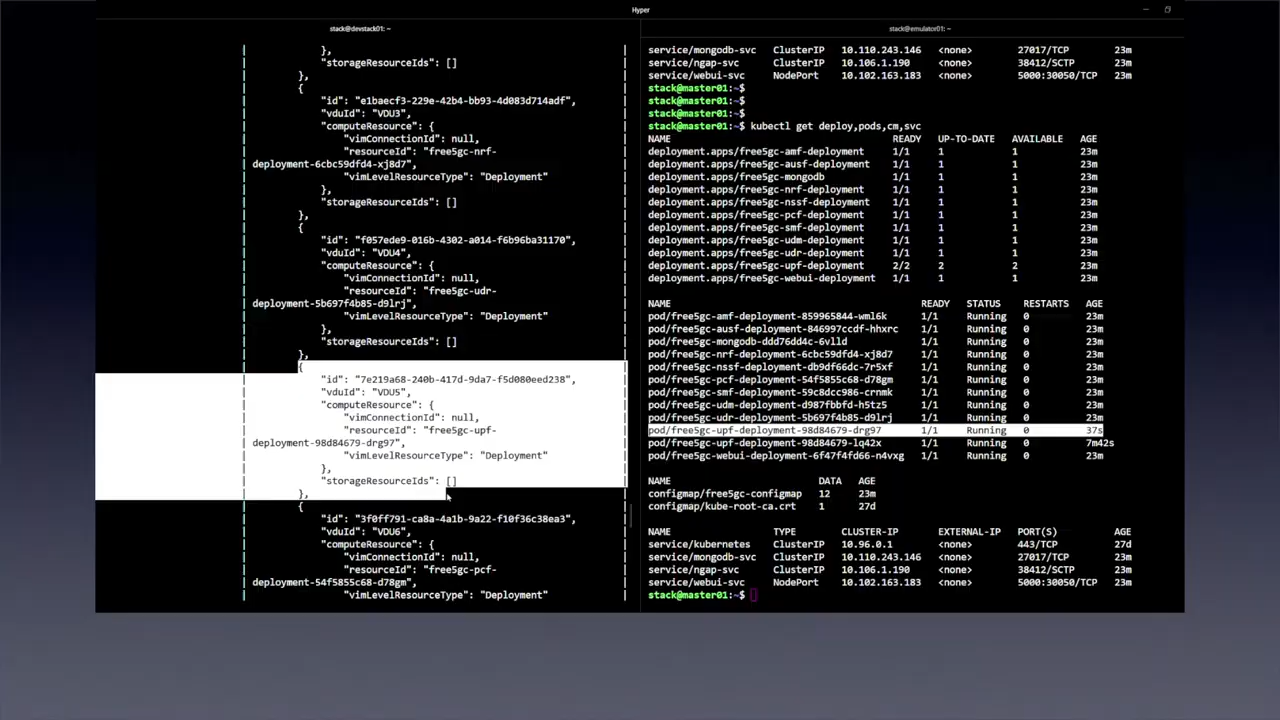 Hyper
stack@devstack01: ~
},
"storageResourceIds": []
},
{
"id": "e1baecf3-229e-42b4-bb93-4d083d714adf",
"vduId": "VDU3",
"computeResource": {
"vimConnectionId": null,
"resourceId": "free5gc-nrf-
deployment-6cbc59dfd4-xj8d7",
"vimLevelResourceType": "Deployment"
},
"storageResourceIds": []
},
{
"id": "f057ede9-016b-4302-a014-f6b96ba31170",
"vduId": "VDU4",
"computeResource": {
"vimConnectionId": null,
"resourceId": "free5gc-udr-
deployment-5b697f4b85-d9lrj",
"vimLevelResourceType": "Deployment"
},
"storageResourceIds": []
},
{
"id": "7e219a68-240b-417d-9da7-f5d080eed238",
"vduId": "VDU5",
"computeResource": {
"vimConnectionId": null,
"resourceId": "free5gc-upf-
deployment-98d84679-drg97",
"vimLevelResourceType": "Deployment"
},
"storageResourceIds": []
},
{
"id": "3f0ff791-ca8a-4a1b-9a22-f10f36c38ea3",
"vduId": "VDU6",
"computeResource": {
"vimConnectionId": null,
"resourceId": "free5gc-pcf-
deployment-54f5855c68-d78gm",
"vimLevelResourceType": "Deployment"
stack@emulator01: ~
service/mongodb-svc ClusterIP 10.110.243.146 <none> 27017/TCP 23m
service/ngap-svc ClusterIP 10.106.1.190 <none> 38412/SCTP 23m
service/webui-svc NodePort 10.102.163.183 <none> 5000:30050/TCP 23m
stack@master01:~$
stack@master01:~$
stack@master01:~$
stack@master01:~$ kubectl get deploy,pods,cm,svc
NAME READY UP-TO-DATE AVAILABLE AGE
deployment.apps/free5gc-amf-deployment 1/1 1 1 23m
deployment.apps/free5gc-ausf-deployment 1/1 1 1 23m
deployment.apps/free5gc-mongodb 1/1 1 1 23m
deployment.apps/free5gc-nrf-deployment 1/1 1 1 23m
deployment.apps/free5gc-nssf-deployment 1/1 1 1 23m
deployment.apps/free5gc-pcf-deployment 1/1 1 1 23m
deployment.apps/free5gc-smf-deployment 1/1 1 1 23m
deployment.apps/free5gc-udm-deployment 1/1 1 1 23m
deployment.apps/free5gc-udr-deployment 1/1 1 1 23m
deployment.apps/free5gc-upf-deployment 2/2 2 2 23m
deployment.apps/free5gc-webui-deployment 1/1 1 1 23m
NAME READY STATUS RESTARTS AGE
pod/free5gc-amf-deployment-859965844-wml6k 1/1 Running 0 23m
pod/free5gc-ausf-deployment-846997ccdf-hhxrc 1/1 Running 0 23m
pod/free5gc-mongodb-ddd76dd4c-6vlld 1/1 Running 0 23m
pod/free5gc-nrf-deployment-6cbc59dfd4-xj8d7 1/1 Running 0 23m
pod/free5gc-nssf-deployment-db9f66dc-7r5xf 1/1 Running 0 23m
pod/free5gc-pcf-deployment-54f5855c68-d78gm 1/1 Running 0 23m
pod/free5gc-smf-deployment-59c8dcc986-crnmk 1/1 Running 0 23m
pod/free5gc-udm-deployment-d987fbbfd-h5tz5 1/1 Running 0 23m
pod/free5gc-udr-deployment-5b697f4b85-d9lrj 1/1 Running 0 23m
pod/free5gc-upf-deployment-98d84679-drg97 1/1 Running 0 37s
pod/free5gc-upf-deployment-98d84679-lq42x 1/1 Running 0 7m42s
pod/free5gc-webui-deployment-6f47f4fd66-n4vxg 1/1 Running 0 23m
NAME DATA AGE
configmap/free5gc-configmap 12 23m
configmap/kube-root-ca.crt 1 27d
NAME TYPE CLUSTER-IP EXTERNAL-IP PORT(S) AGE
service/kubernetes ClusterIP 10.96.0.1 <none> 443/TCP 27d
service/mongodb-svc ClusterIP 10.110.243.146 <none> 27017/TCP 23m
service/ngap-svc ClusterIP 10.106.1.190 <none> 38412/SCTP 23m
service/webui-svc NodePort 10.102.163.183 <none> 5000:30050/TCP 23m
stack@master01:~$